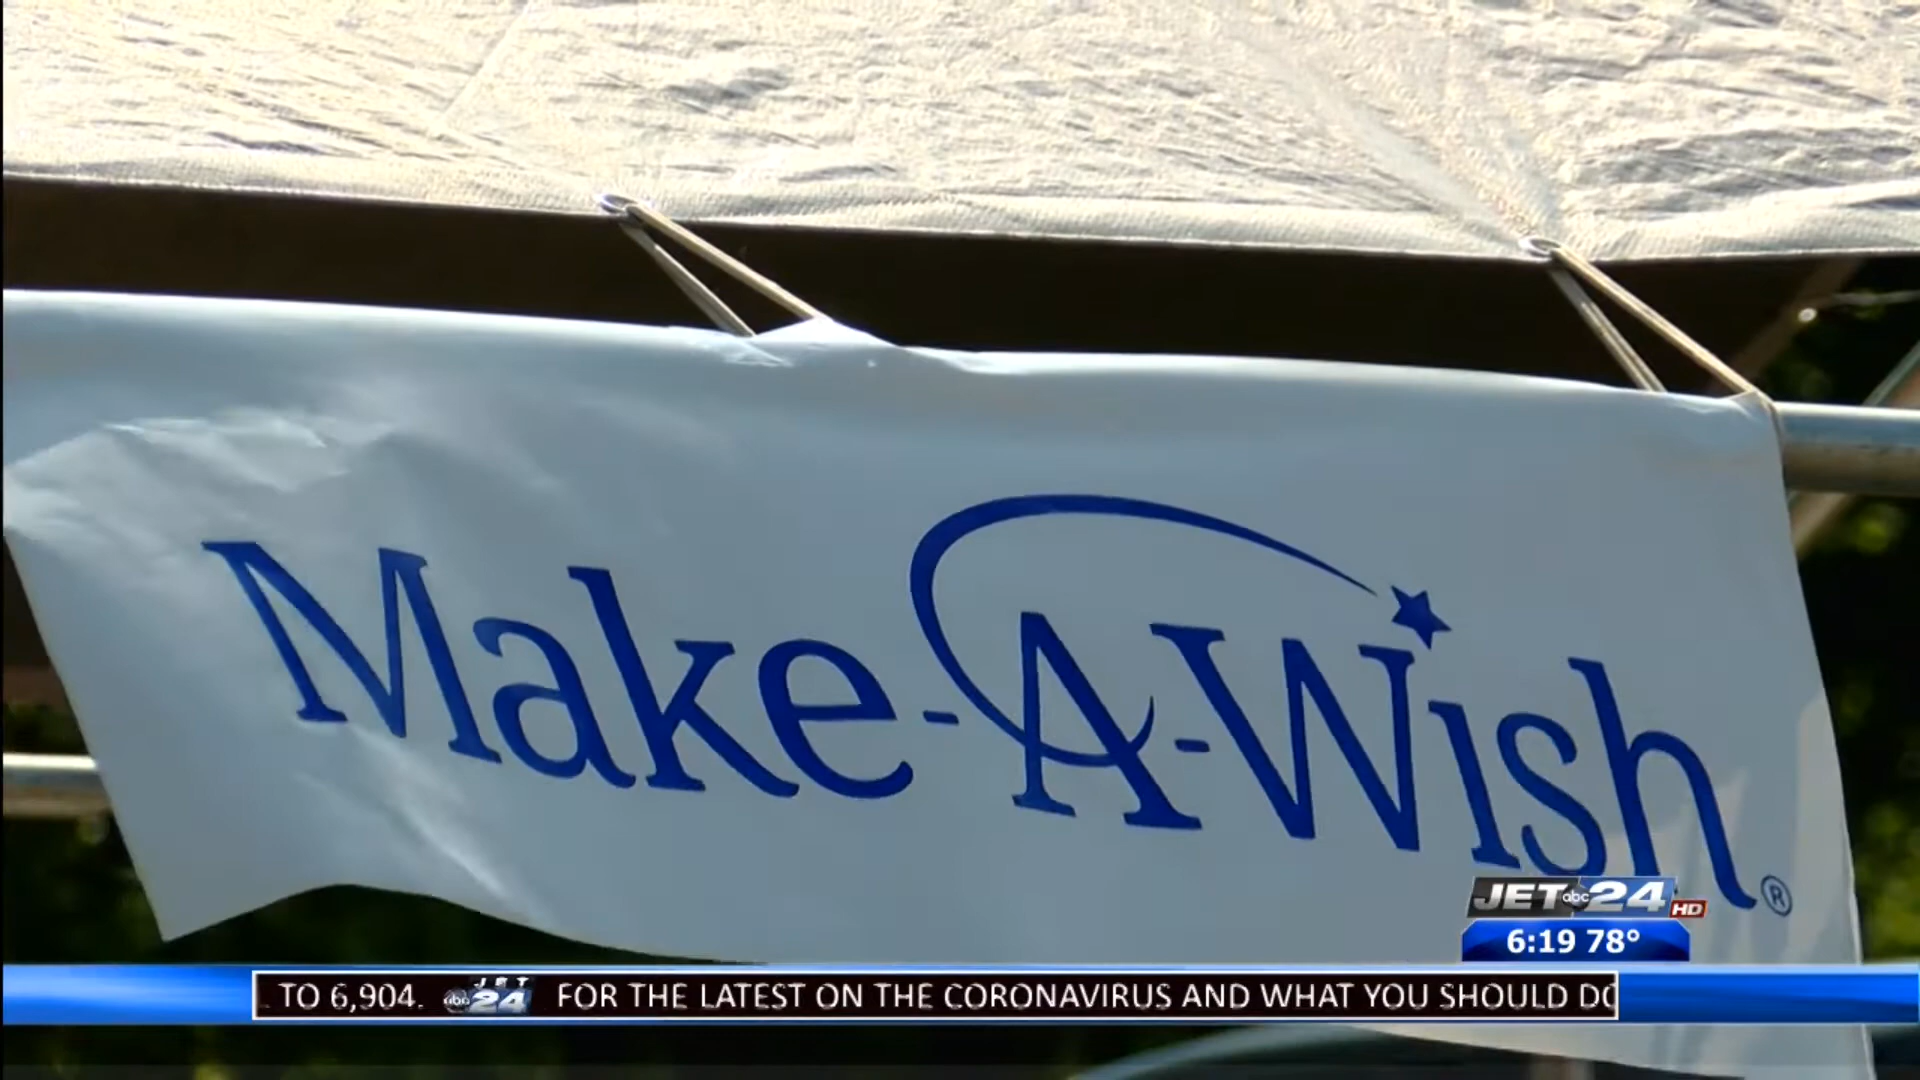 Make-A-Wish®
JET abc 24 HD
6:19 78°
TO 6,904. abc JET 24 FOR THE LATEST ON THE CORONAVIRUS AND WHAT YOU SHOULD DO